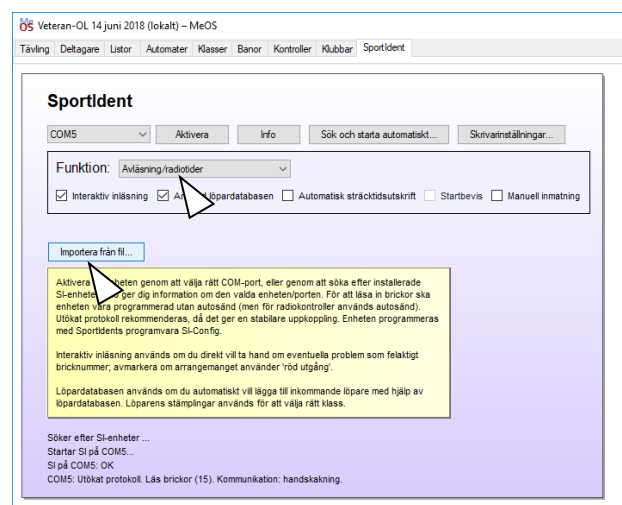 MeOS Veteran-OL 14 juni 2018 (lokalt) – MeOS
Tävling Deltagare Listor Automater Klasser Banor Kontroller Klubbar SportIdent
SportIdent
COM5 Aktivera Info Sök och starta automatiskt... Skrivarinställningar...
Funktion: Avläsning/radiotider
Interaktiv inläsning löpardatabasen Automatisk sträcktidsutskrift Startbevis Manuell inmatning
Importera från fil...
Aktivera genom att välja rätt COM-port, eller genom att söka efter installerade
SI-enheter ger dig information om den valda enheten/porten. För att läsa in brickor ska
enheten vara programmerad utan autosänd (men för radiokontroller används autosänd).
Utökat protokoll rekommenderas, då det ger en stabilare uppkoppling. Enheten programmeras
med SportIdents programvara SI-Config.
Interaktiv inläsning används om du direkt vill ta hand om eventuella problem som felaktigt
bricknummer; avmarkera om arrangemanget använder 'röd utgång'.
Löpardatabasen används om du automatiskt vill lägga till inkommande löpare med hjälp av
löpardatabasen. Löparens stämplingar används för att välja rätt klass.
Söker efter SI-enheter ...
Startar SI på COM5...
SI på COM5: OK
COM5: Utökat protokoll. Läs brickor (15). Kommunikation: handskakning.